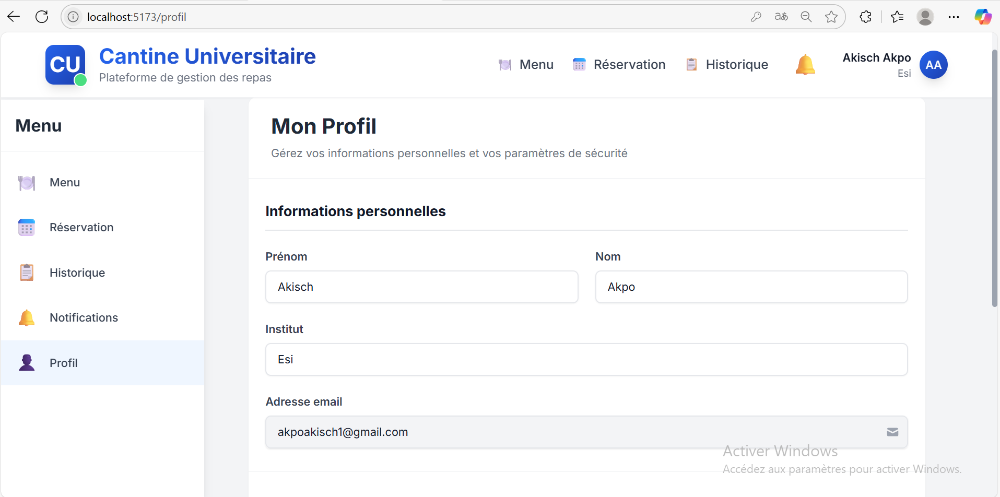 localhost:5173/profil
CU
Cantine Universitaire
Plateforme de gestion des repas
Menu
Réservation
Historique
Akisch Akpo
Esi
AA
Menu
Menu
Réservation
Historique
Notifications
Profil
Mon Profil
Gérez vos informations personnelles et vos paramètres de sécurité
Informations personnelles
Prénom
Nom
Akisch
Akpo
Institut
Esi
Adresse email
akpoakisch1@gmail.com
Activer Windows
Accédez aux paramètres pour activer Windows.